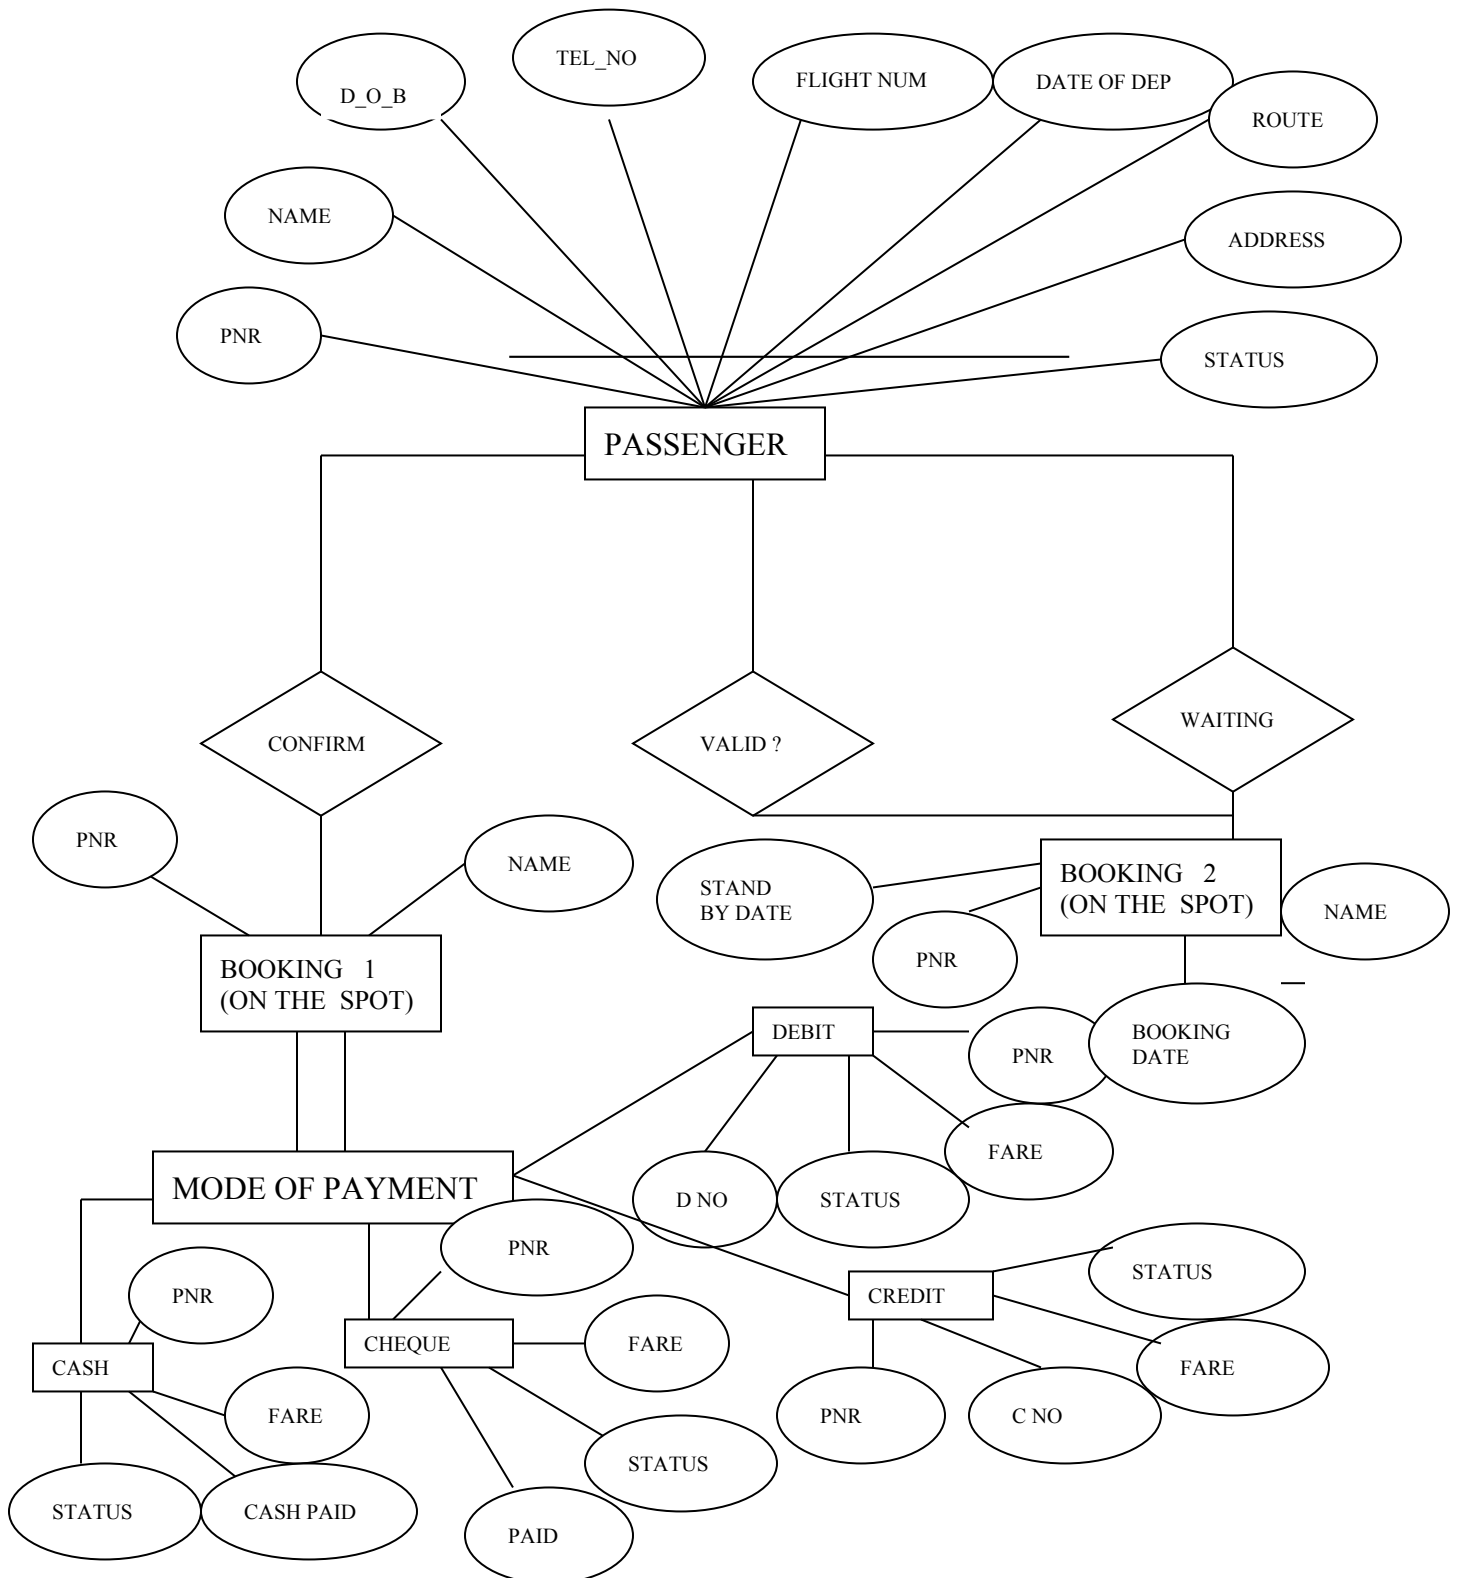 TEL_NO
FLIGHT NUM
DATE OF DEP
D_O_B
ROUTE
NAME
ADDRESS
PNR
STATUS
PASSENGER
CONFIRM
VALID ?
WAITING
PNR
NAME
STAND
BY DATE
BOOKING 2
(ON THE SPOT)
NAME
PNR
BOOKING 1
(ON THE SPOT)
DEBIT
PNR
BOOKING
DATE
FARE
MODE OF PAYMENT
D NO
STATUS
PNR
STATUS
PNR
CREDIT
CASH
CHEQUE
FARE
FARE
FARE
PNR
C NO
STATUS
STATUS
CASH PAID
PAID